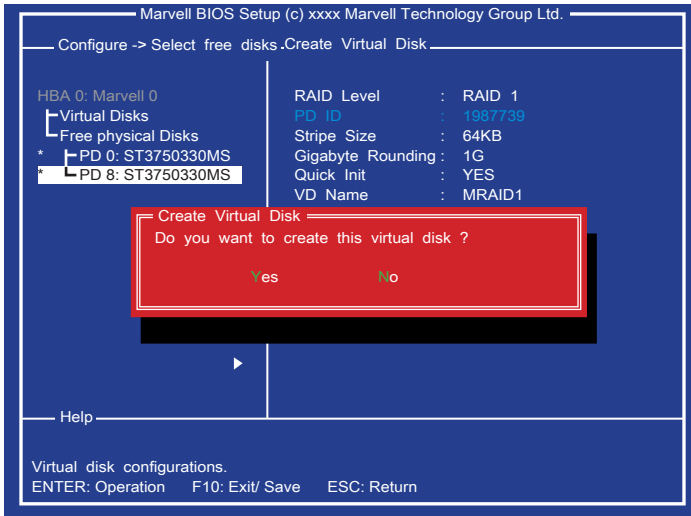 Marvell BIOS Setup (c) xxxx Marvell Technology Group Ltd.
Configure -> Select free disks.Create Virtual Disk
HBA 0: Marvell 0
Virtual Disks
Free physical Disks
* PD 0: ST3750330MS
* PD 8: ST3750330MS
RAID Level : RAID 1
PD ID : 1987739
Stripe Size : 64KB
Gigabyte Rounding : 1G
Quick Init : YES
VD Name : MRAID1
Create Virtual Disk
Do you want to create this virtual disk ?
Yes No
Help
Virtual disk configurations.
ENTER: Operation F10: Exit/ Save ESC: Return